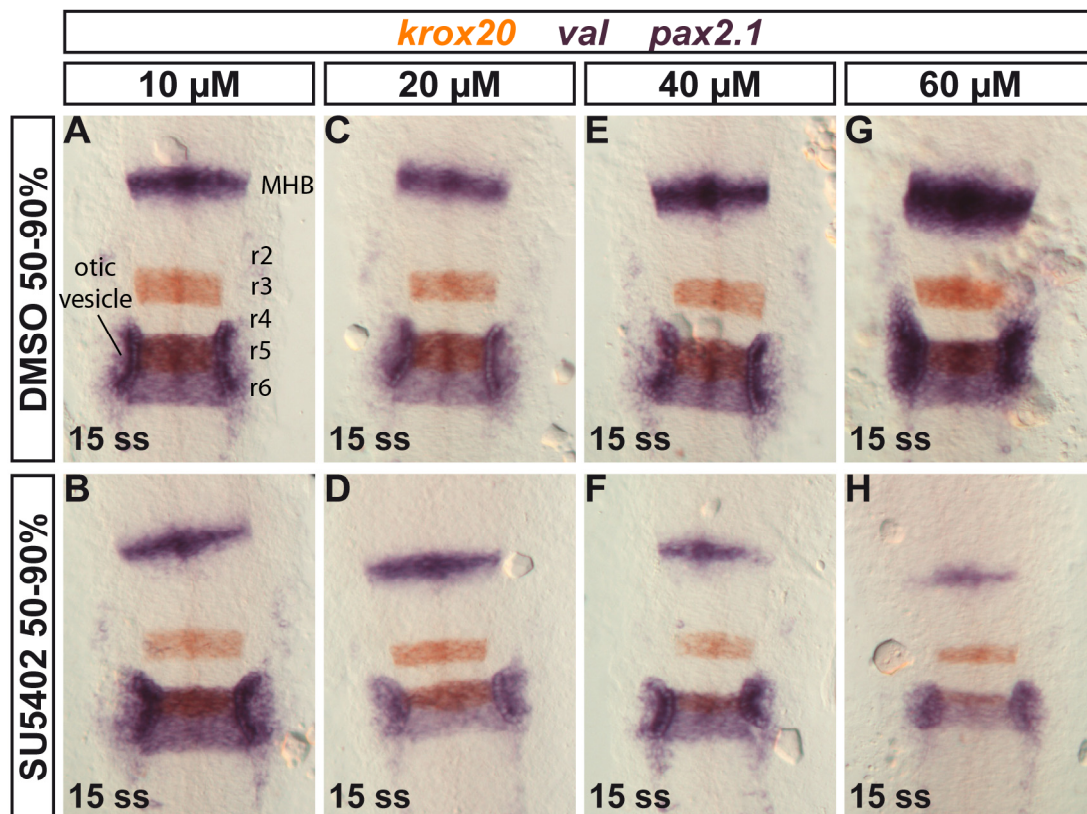 krox20 val pax2.1
10 µM 20 µM 40 µM 60 µM
DMSO 50-90%
A C E G
MHB
r2
otic
vesicle
r3
r4
r5
r6
15 ss 15 ss 15 ss 15 ss
SU5402 50-90%
B D F H
15 ss 15 ss 15 ss 15 ss